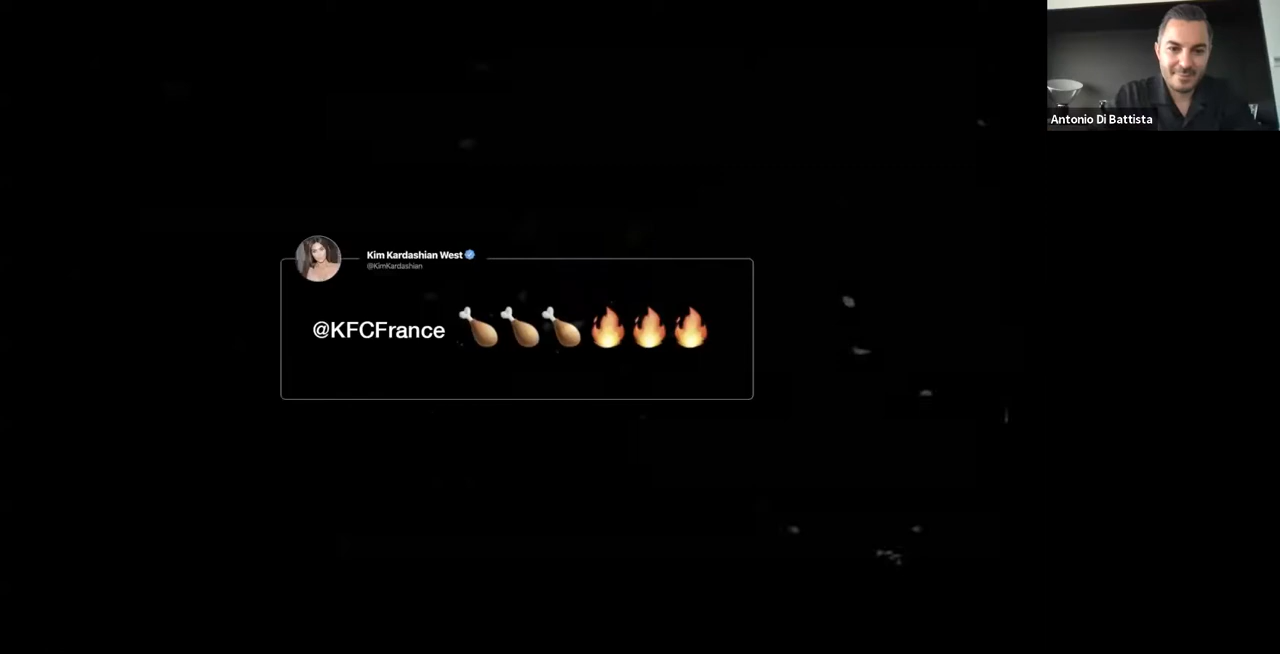 Antonio Di Battista
Kim Kardashian West
@KimKardashian
@KFCFrance 🍗🍗🍗🔥🔥🔥